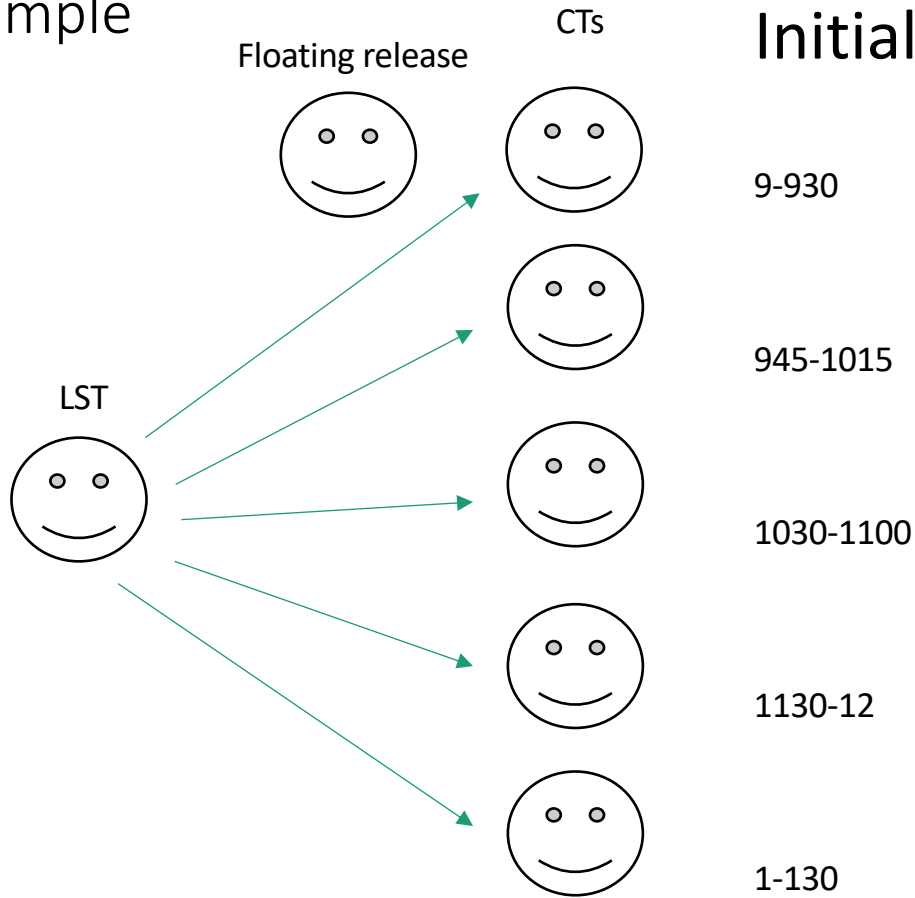 mple
CTs
Initial
Floating release
9-930
945-1015
LST
1030-1100
1130-12
1-130